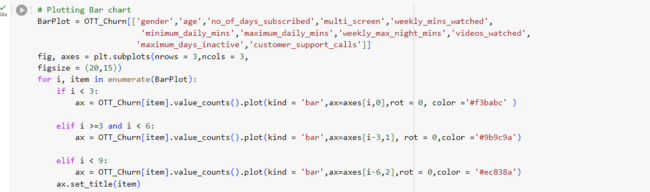 # Plotting Bar chart
BarPlot = OTT_Churn[['gender','age','no_of_days_subscribed','multi_screen','weekly_mins_watched',
'minimum_daily_mins','maximum_daily_mins','weekly_max_night_mins','videos_watched',
'maximum_days_inactive','customer_support_calls']]
fig, axes = plt.subplots(nrows = 3,ncols = 3,
figsize = (20,15))
for i, item in enumerate(BarPlot):
if i < 3:
ax = OTT_Churn[item].value_counts().plot(kind = 'bar',ax=axes[i,0],rot = 0, color ='#f3babc' )
elif i >=3 and i < 6:
ax = OTT_Churn[item].value_counts().plot(kind = 'bar',ax=axes[i-3,1], rot = 0,color ='#9b9c9a')
elif i < 9:
ax = OTT_Churn[item].value_counts().plot(kind = 'bar',ax=axes[i-6,2],rot = 0,color = '#ec838a')
ax.set_title(item)